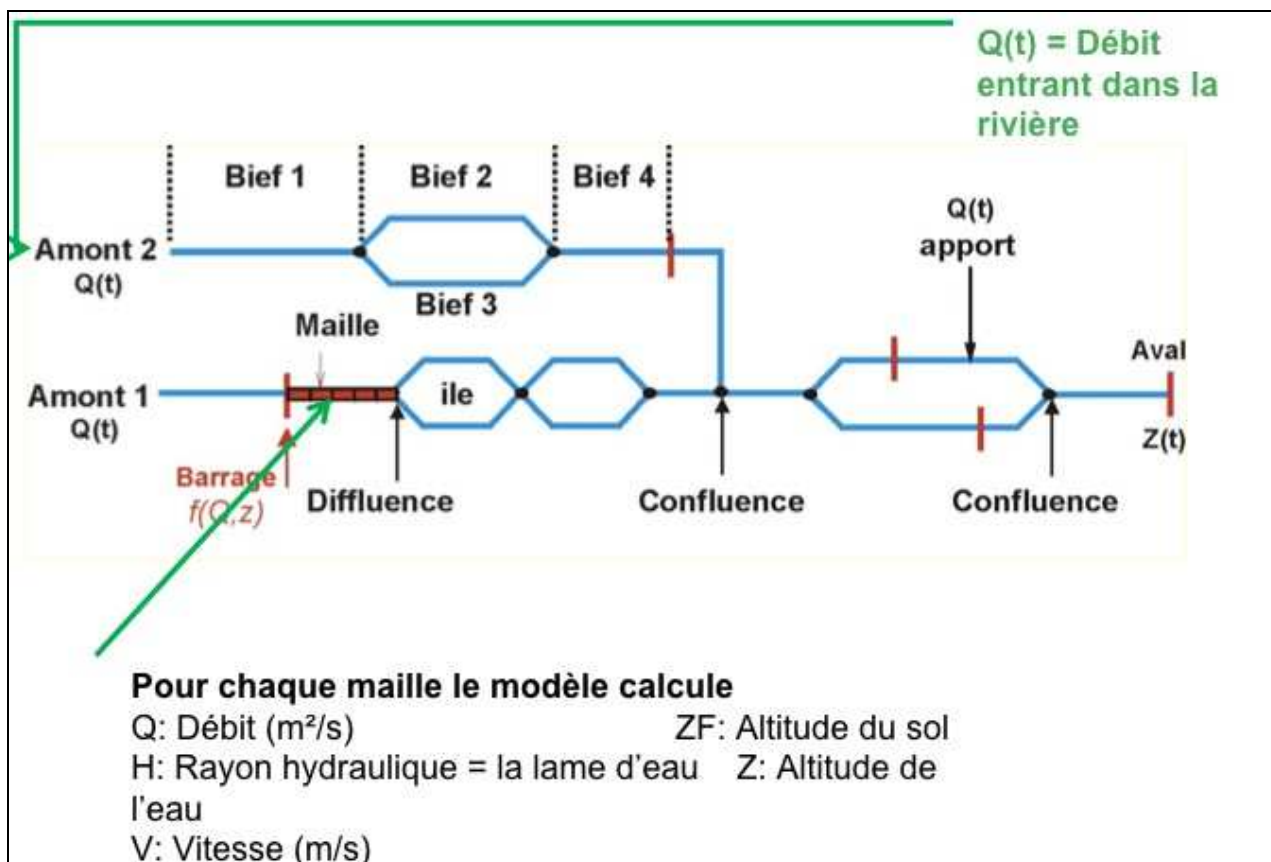 Q(t) = Débit
entrant dans la
rivière
Bief 1
Bief 2
Bief 4
Q(t)
apport
Amont 2
Q(t)
Bief 3
Maille
Aval
ile
Amont 1
Q(t)
Z(t)
Barrage
f(Q,z)
Diffluence
Confluence
Confluence
Pour chaque maille le modèle calcule
Q: Débit (m²/s) ZF: Altitude du sol
H: Rayon hydraulique = la lame d'eau Z: Altitude de
l'eau
V: Vitesse (m/s)